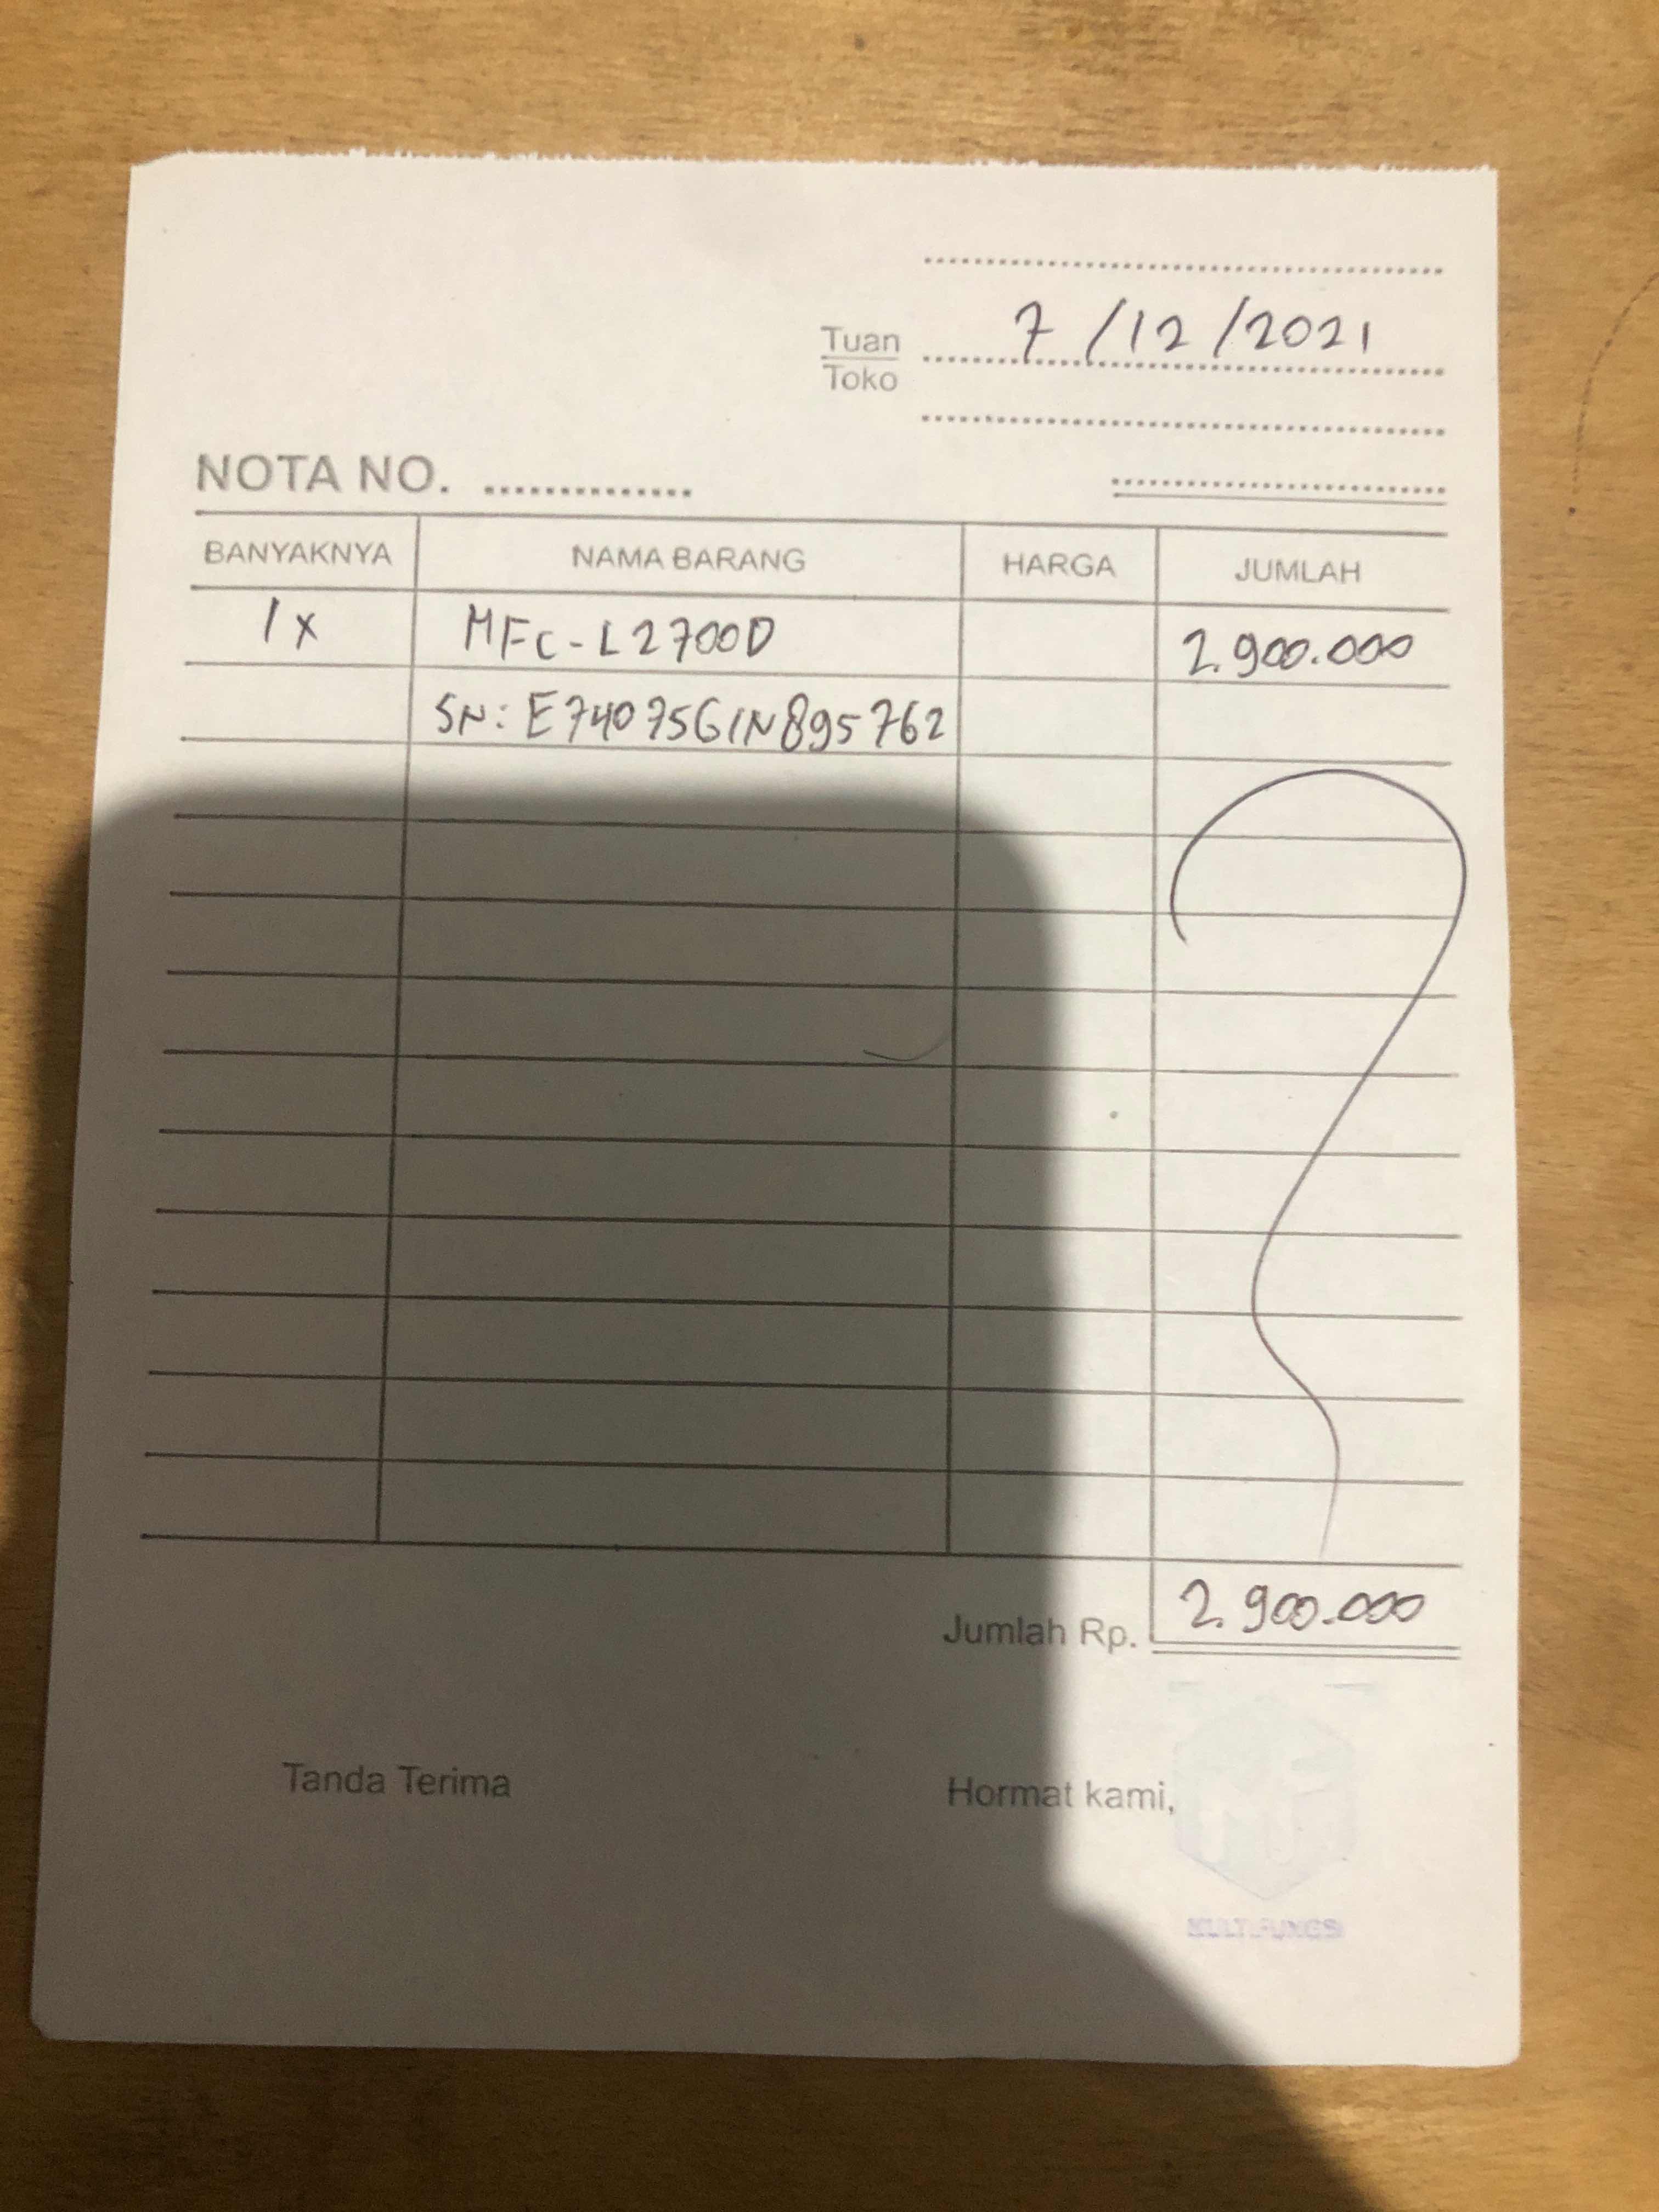 7/12/2021
Tuan
Toko
NOTA NO. ..............
BANYAKNYA NAMA BARANG HARGA JUMLAH
1x MFC-L2700D 2.900.000
SN: E74075G1N895762
Jumlah Rp. 2.900.000
Tanda Terima Hormat kami,